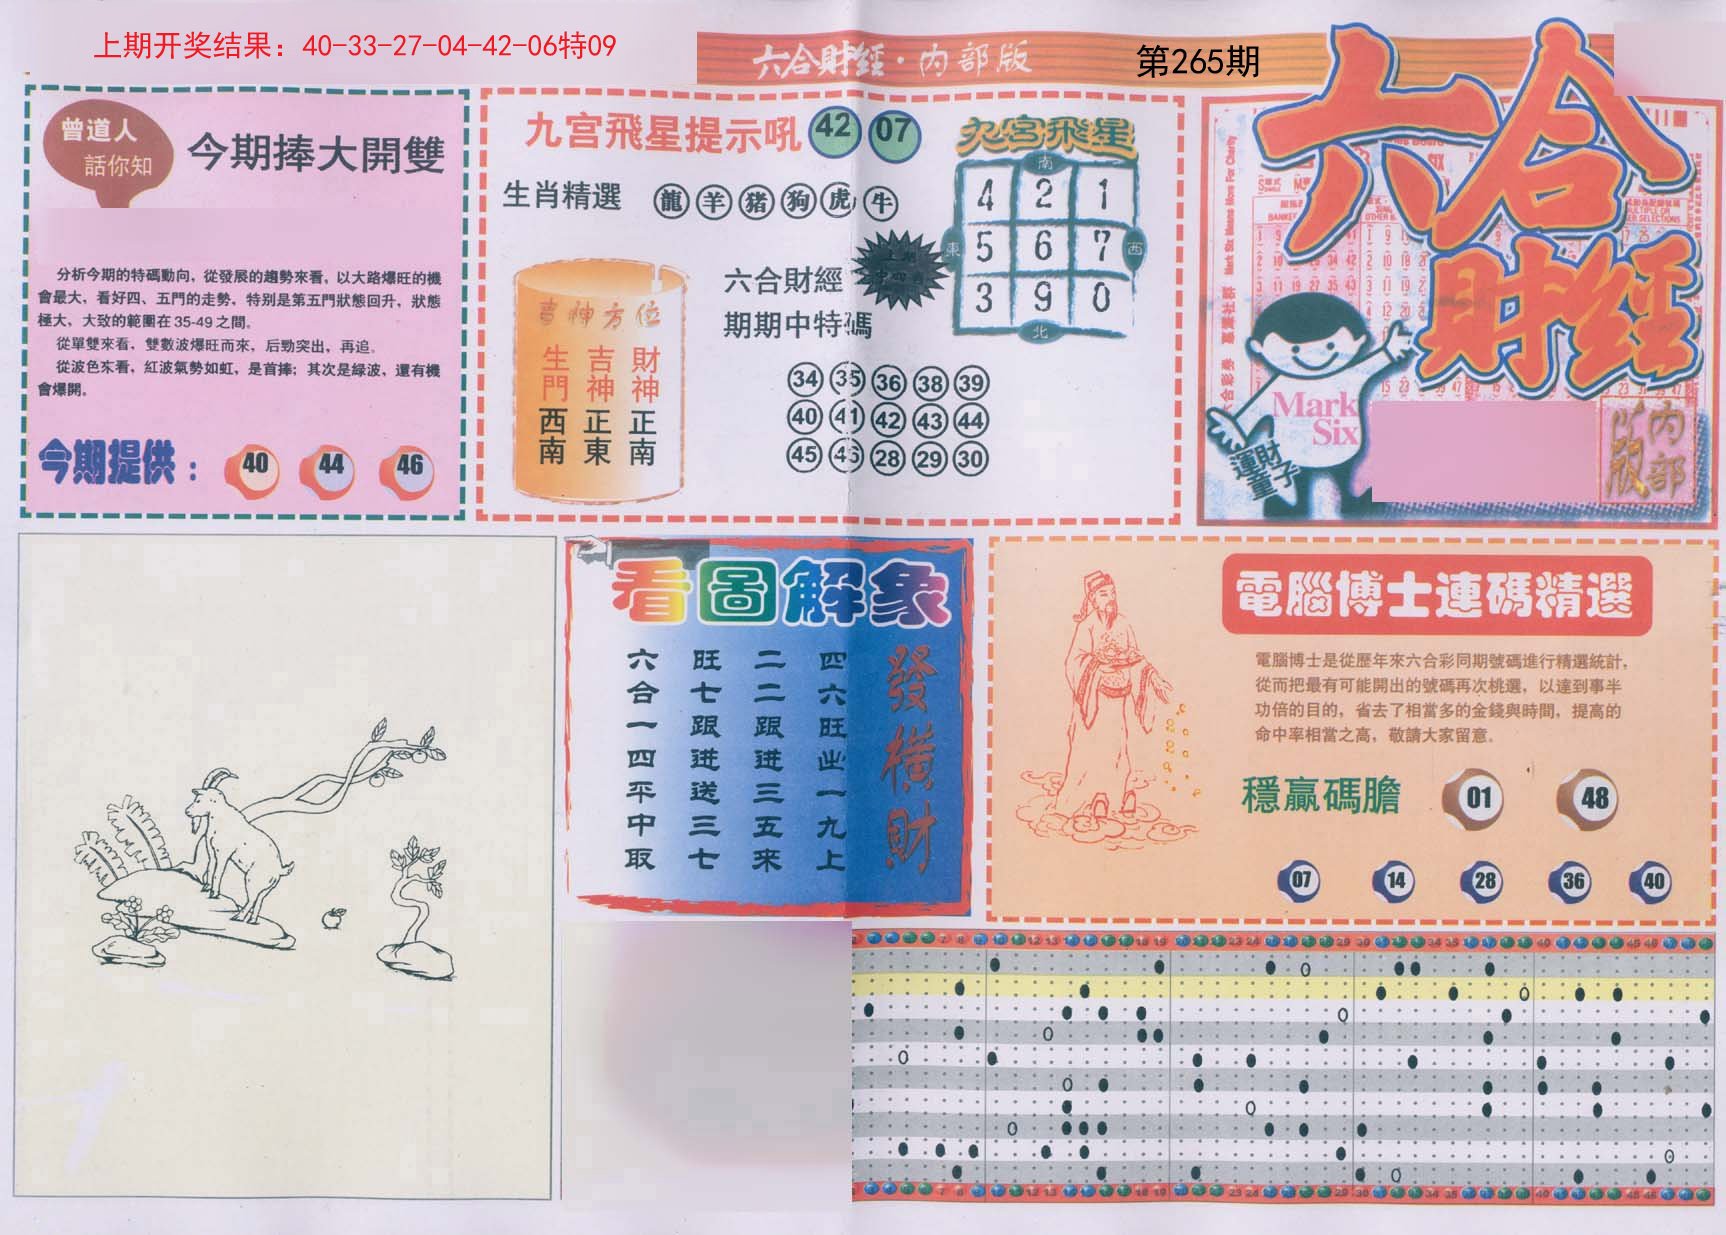 上期开奖结果：40-33-27-04-42-06特09
六合財經·内部版
第265期
六合
財經
曾道人
話你知
今期捧大開雙
分析今期的特碼動向，從發展的趨勢來看，以大路爆旺的機
會最大，看好四、五門的走勢，特别是第五門狀態回升，狀態
極大，大致的範圍在35-49之間。
從單雙來看，雙數波爆旺而來，后勁突出，再追。
從波色來看，紅波氣勢如虹，是首捧；其次是緑波，還有機
會爆開。
今期提供：
40 44 46
九宫飛星提示吼 42 07
生肖精選 龍 羊 猪 狗 虎 牛
吉神方位
生門 西南
吉神 正東
財神 正南
六合財經
期期中特碼
34 35 36 38 39
40 41 42 43 44
45 46 28 29 30
九宫飛星
南
4 2 1
東 5 6 7 西
3 9 0
北
Mark
Six
運財
童子
内部
版
看圖解象
發橫財
四六旺出一九上
二二跟进三五來
旺七跟进送三七
六合一四平中取
電腦博士連碼精選
電腦博士是從歷年來六合彩同期號碼進行精選統計，
從而把最有可能開出的號碼再次桃選，以達到事半
功倍的目的，省去了相當多的金錢與時間，提高的
命中率相當之高，敬請大家留意。
穩贏碼膽 01 48
07 14 28 36 40